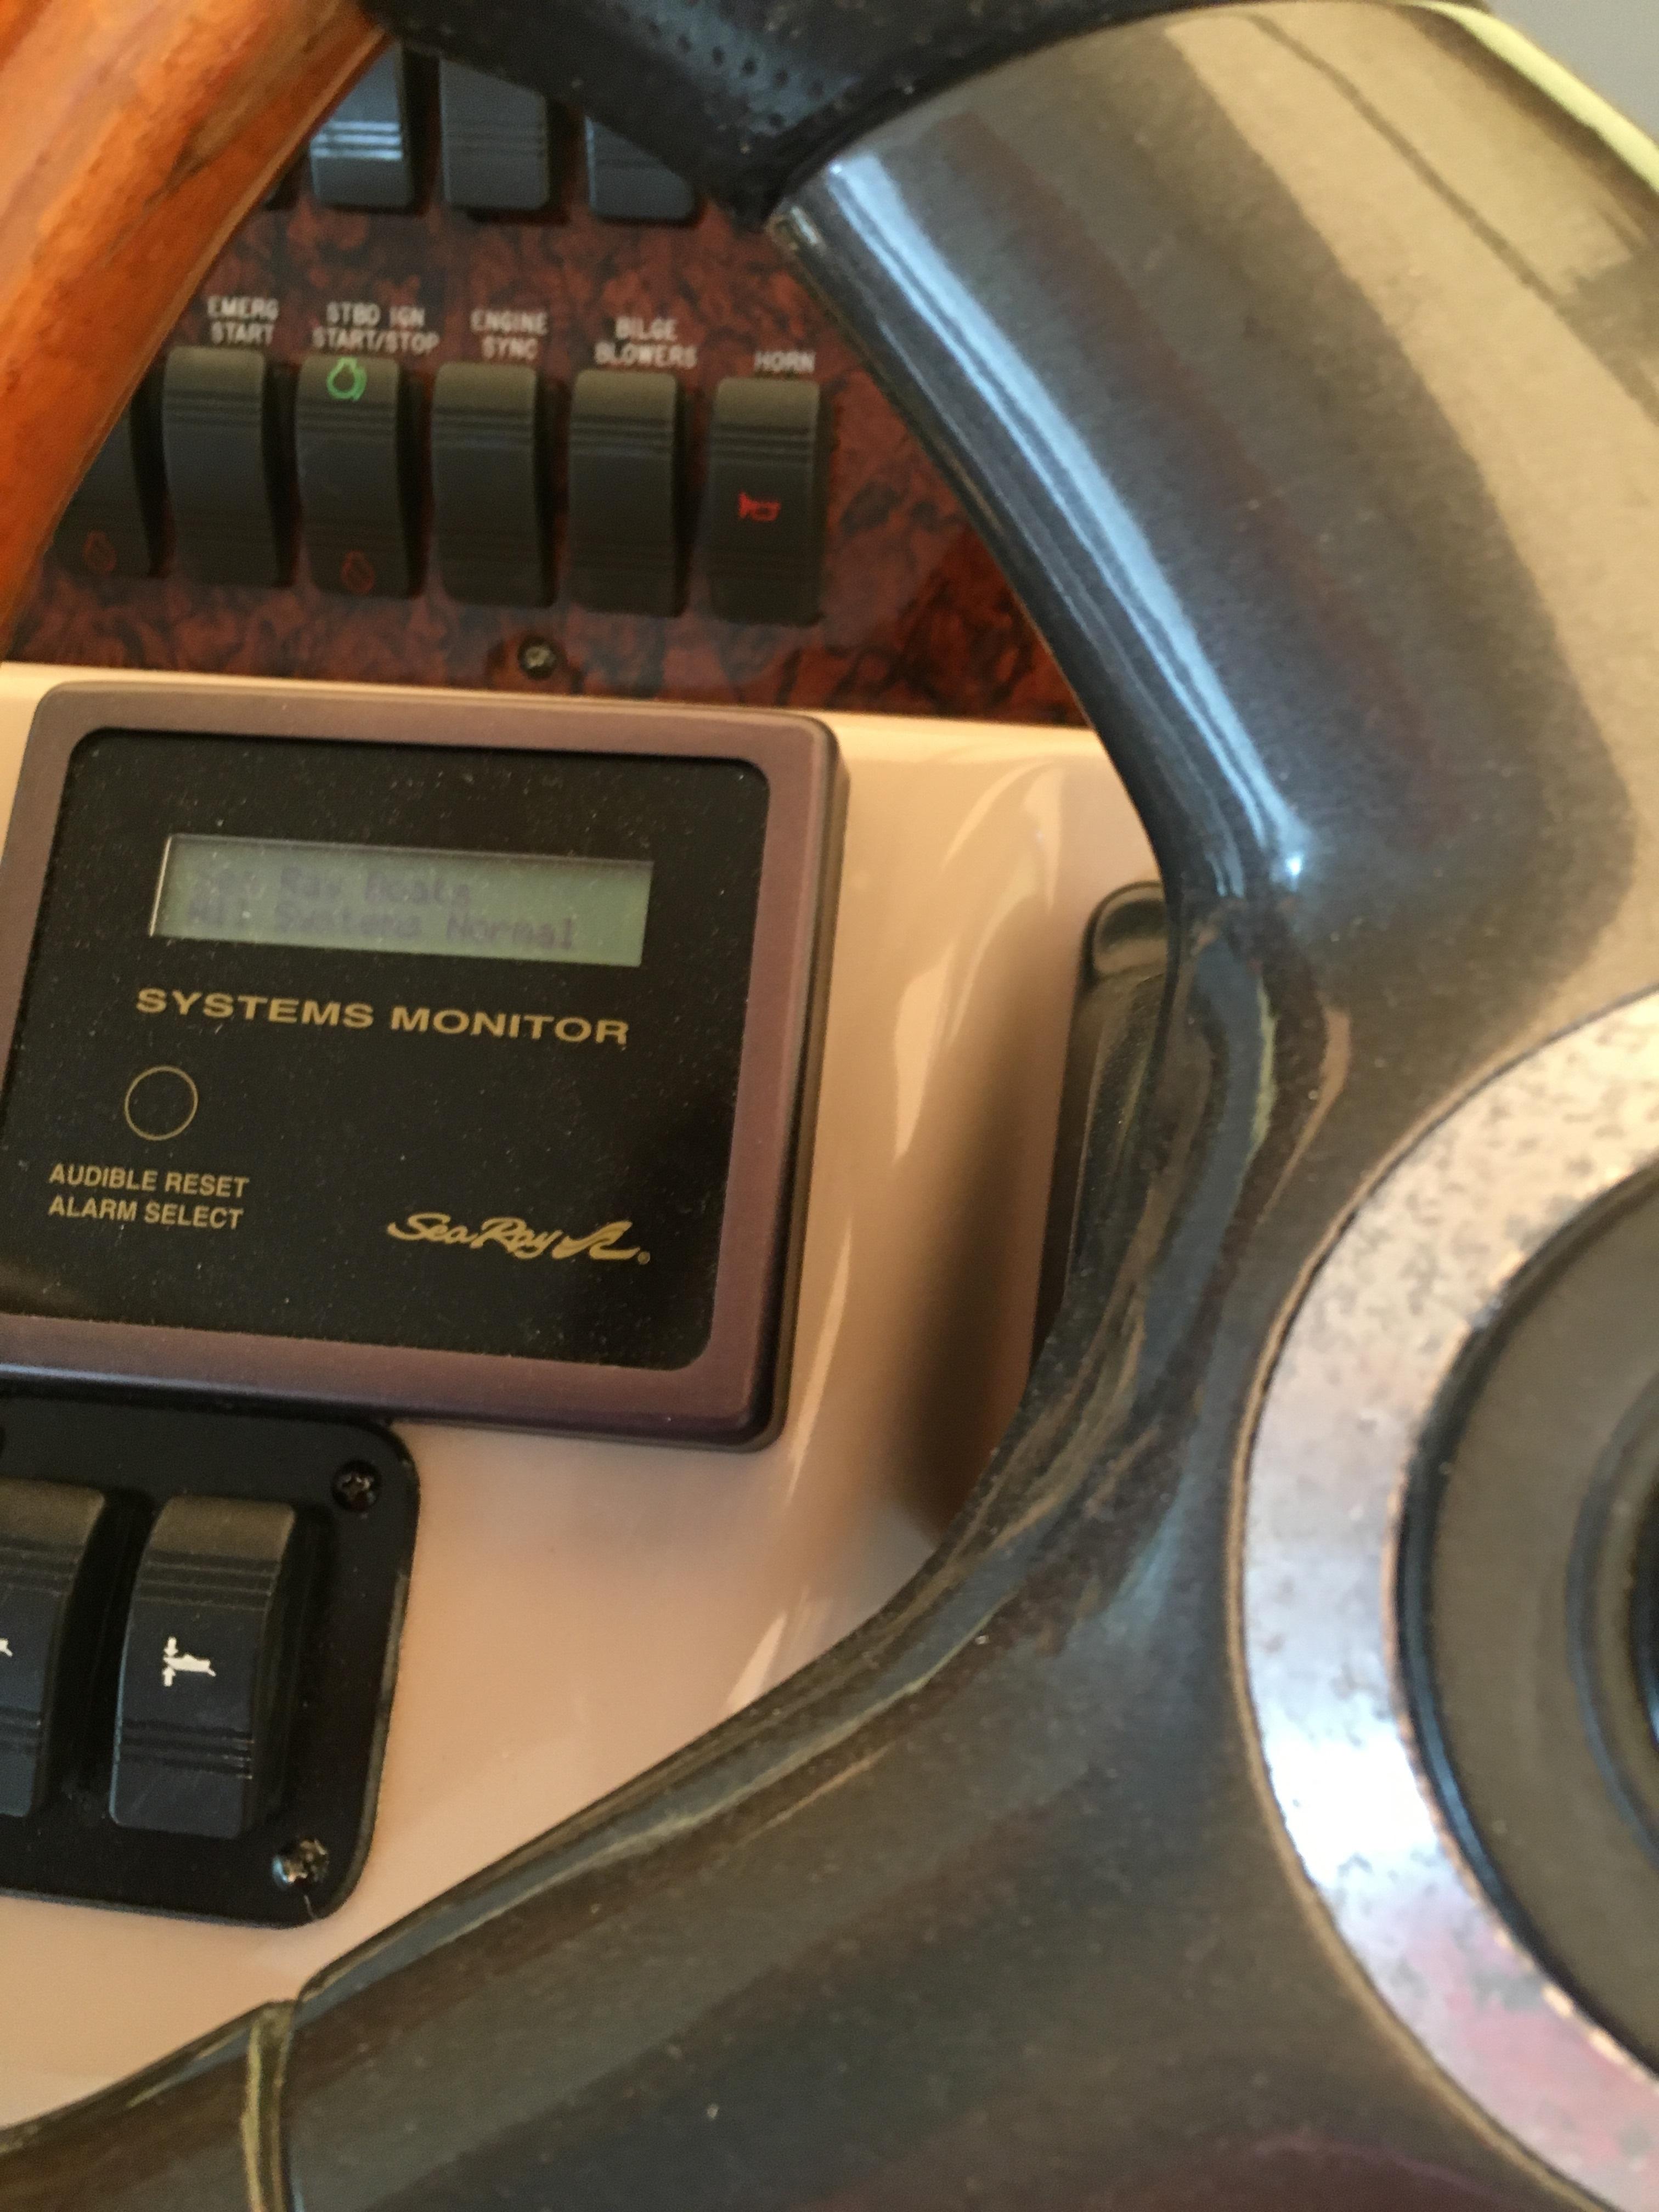 EMERG
START
STBD IGN
START/STOP
ENGINE
SYNC
BILGE
BLOWERS
HORN
Sea Ray Boats
All Systems Normal
SYSTEMS MONITOR
AUDIBLE RESET
ALARM SELECT
Sea Ray ®